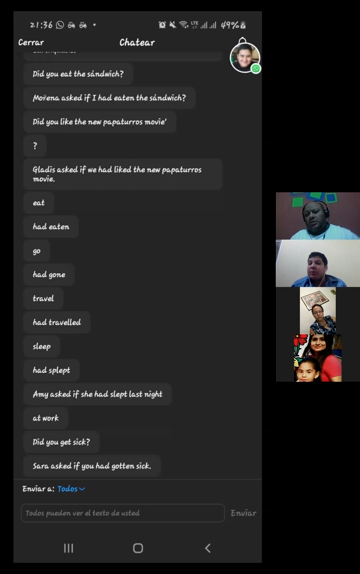 21:36
LTE
49%
Cerrar
Chatear
Did you eat the sándwich?
Morena asked if I had eaten the sándwich?
Did you like the new papaturros movie'
?
Gladis asked if we had liked the new papaturros
movie.
eat
had eaten
go
had gone
travel
had travelled
sleep
had splept
Amy asked if she had slept last night
at work
Did you get sick?
Sara asked if you had gotten sick.
Enviar a: Todos
Todos pueden ver el texto de usted
Enviar